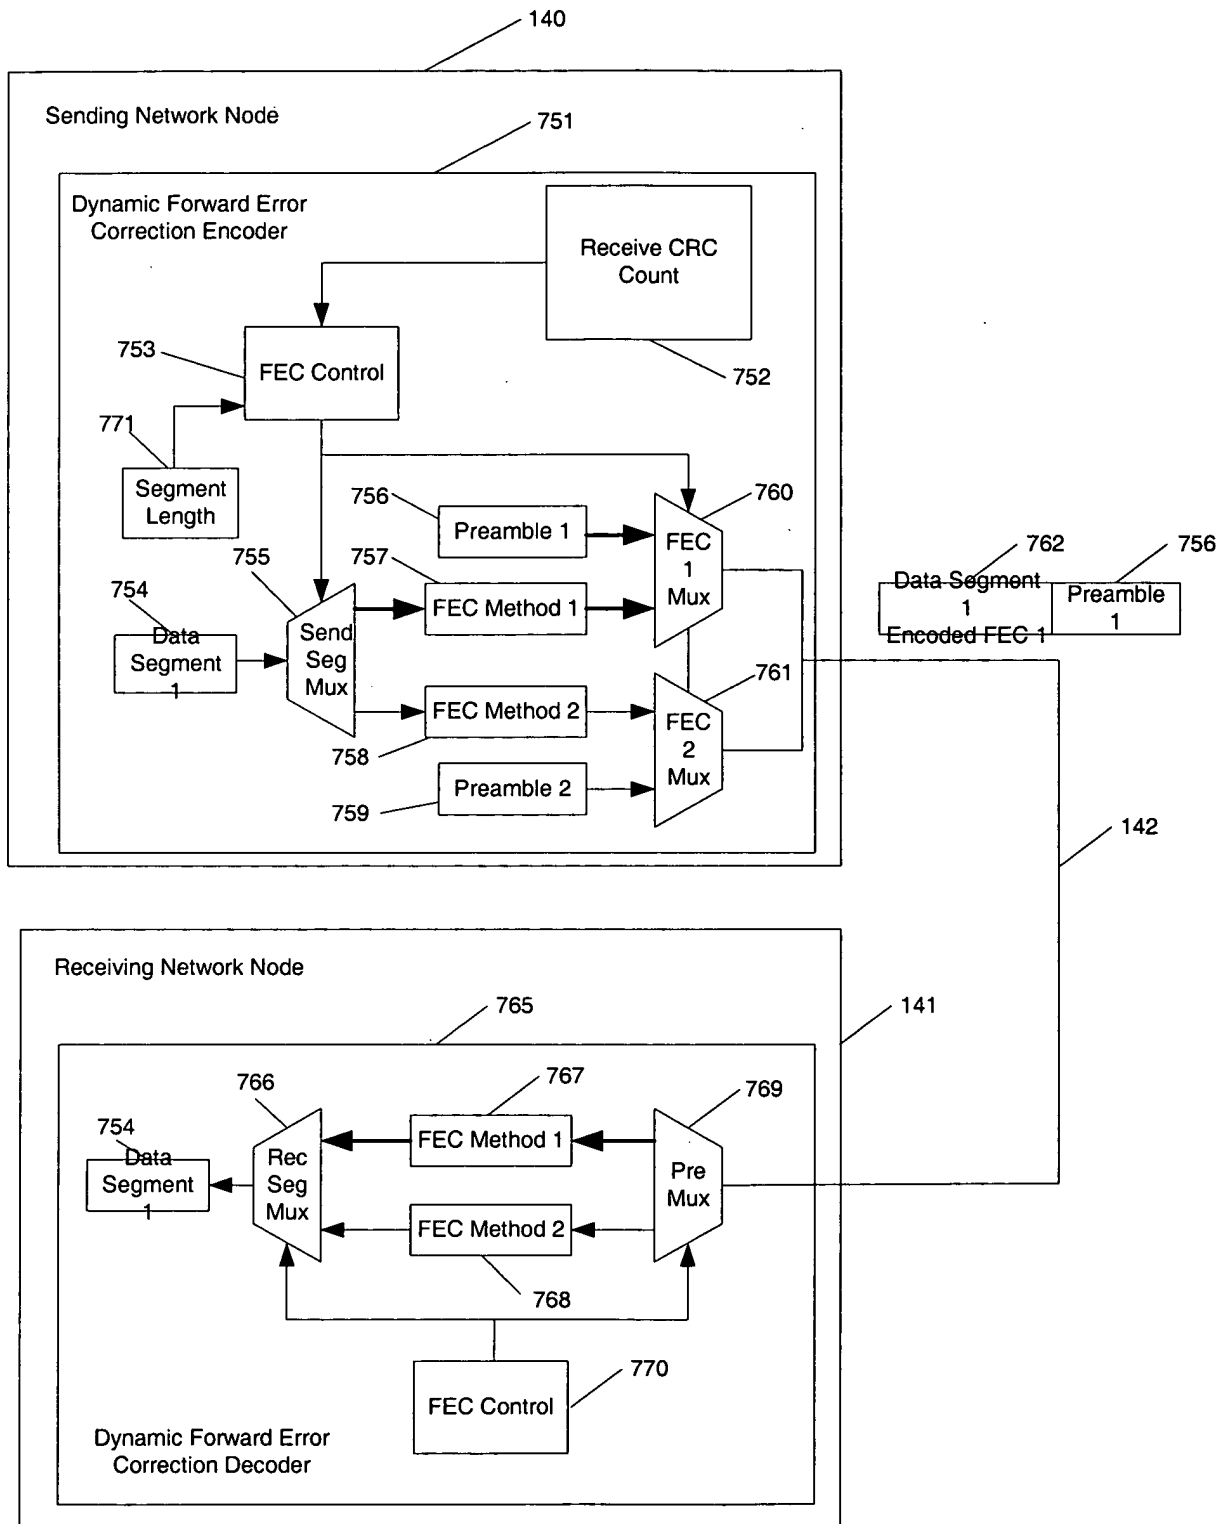 140
Sending Network Node
751
Dynamic Forward Error
Correction Encoder
Receive CRC
Count
753
FEC Control
752
771
Segment
Length
756
Preamble 1
760
FEC
1
Mux
755
757
FEC Method 1
754
Data
Segment
1
Send
Seg
Mux
762
756
Data Segment
1
Encoded FEC 1
Preamble
1
761
FEC Method 2
758
FEC
2
Mux
Preamble 2
759
142
Receiving Network Node
765
141
766
767
769
754
Data
Segment
1
Rec
Seg
Mux
FEC Method 1
Pre
Mux
FEC Method 2
768
770
FEC Control
Dynamic Forward Error
Correction Decoder